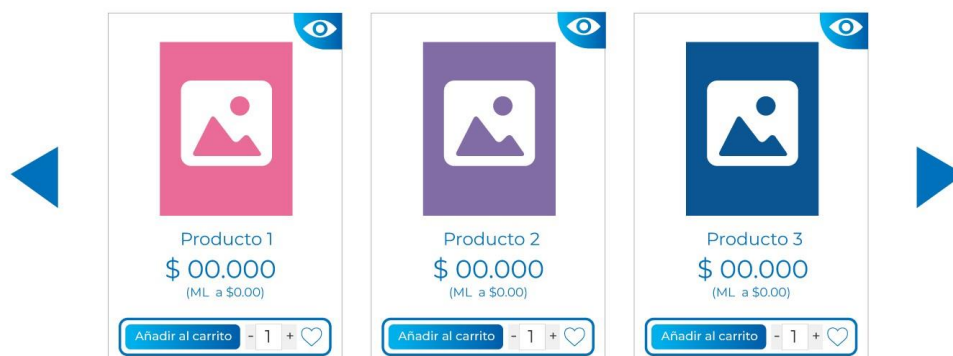 Producto 1
$ 00.000
(ML a $0.00)
Añadir al carrito - 1 +
Producto 2
$ 00.000
(ML a $0.00)
Añadir al carrito - 1 +
Producto 3
$ 00.000
(ML a $0.00)
Añadir al carrito - 1 +